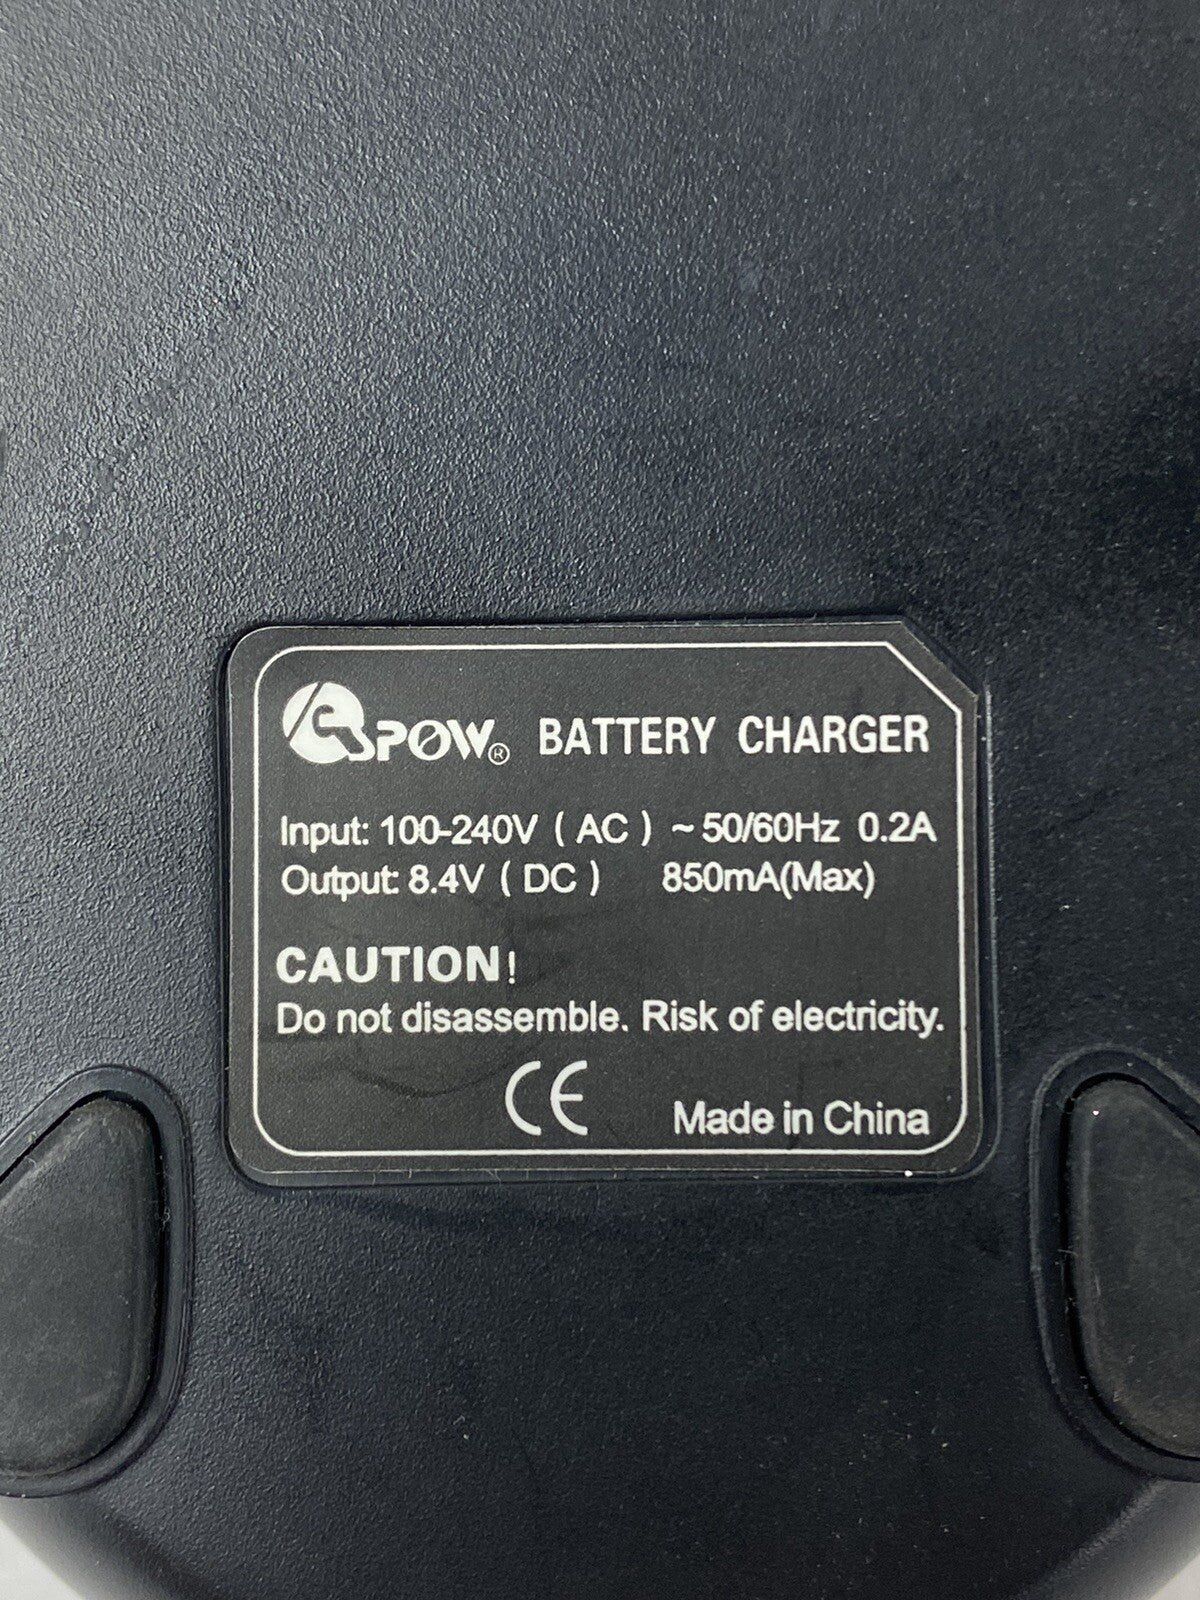 QSPOW® BATTERY CHARGER
Input: 100-240V ( AC ) ~ 50/60Hz 0.2A
Output: 8.4V ( DC ) 850mA(Max)
CAUTION!
Do not disassemble. Risk of electricity.
CE
Made in China